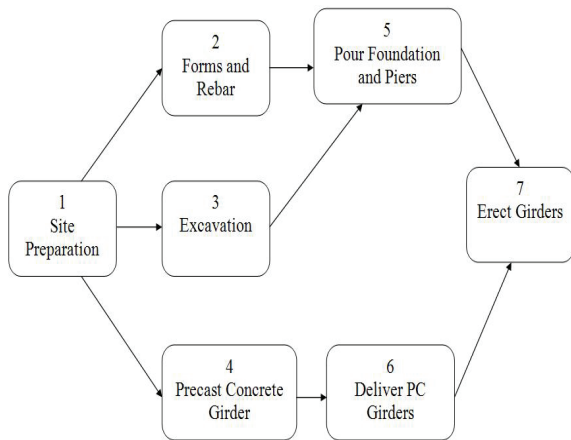 1
Site
Preparation
2
Forms and
Rebar
3
Excavation
4
Precast Concrete
Girder
5
Pour Foundation
and Piers
6
Deliver PC
Girders
7
Erect Girders